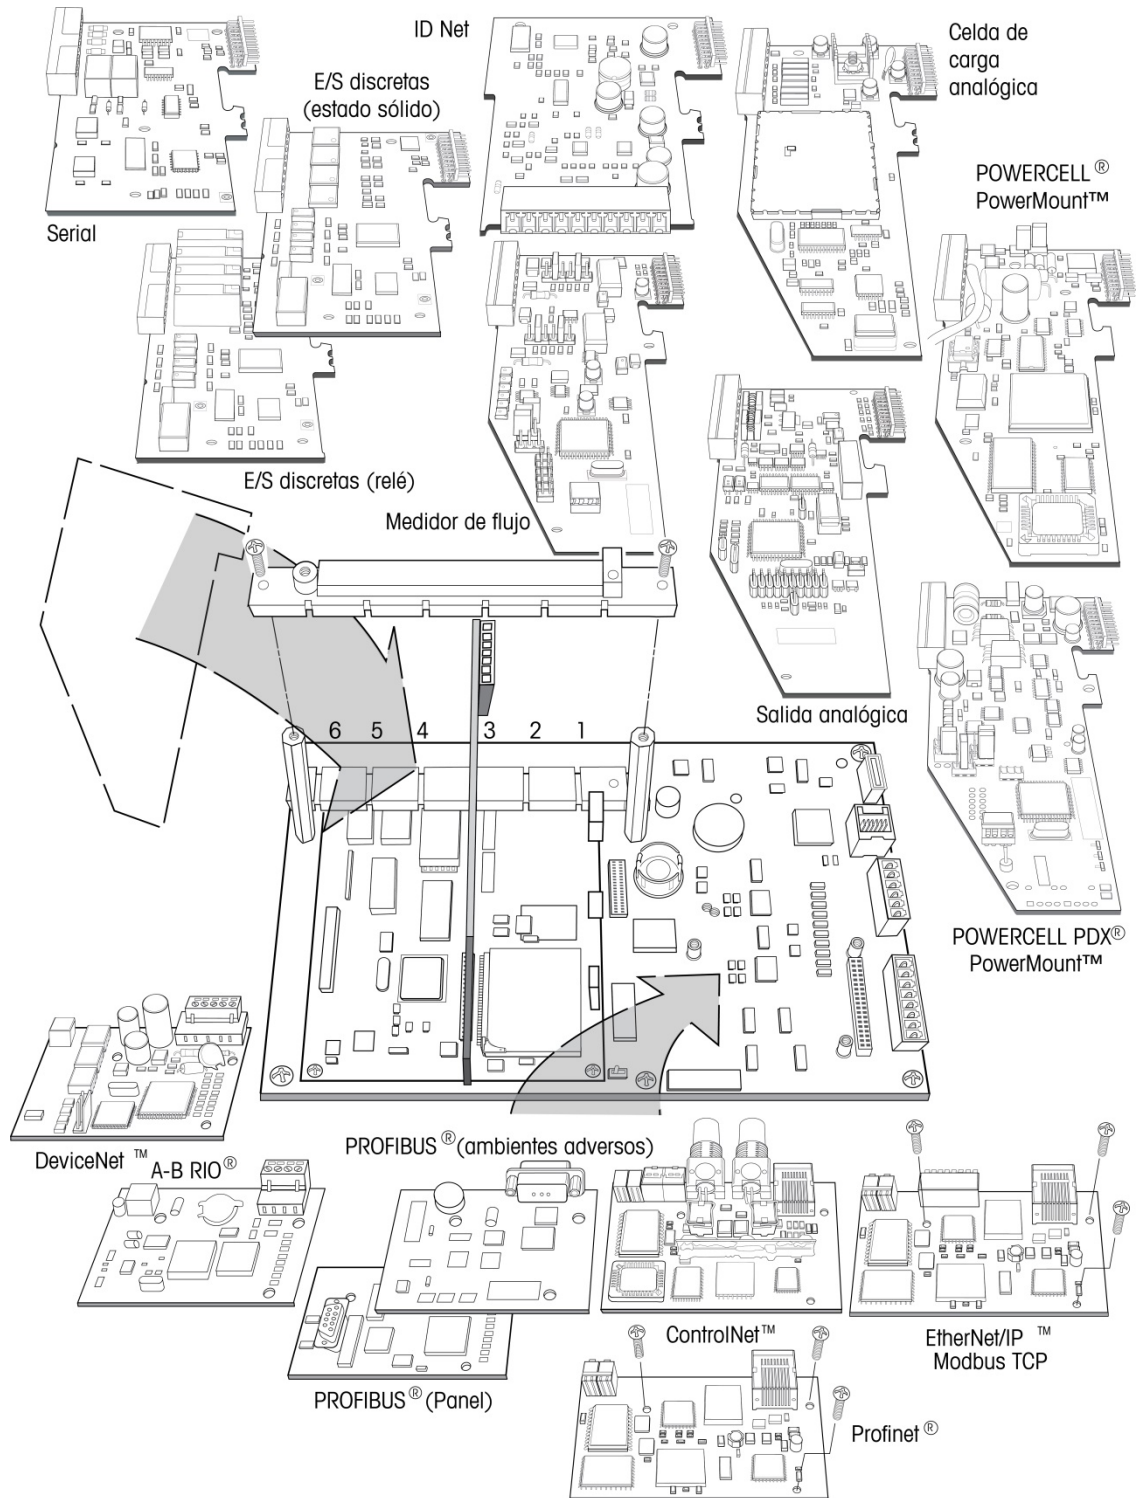 ID Net
Celda de
carga
analógica
E/S discretas
(estado sólido)
POWERCELL®
PowerMount™
Serial
E/S discretas (relé)
Medidor de flujo
Salida analógica
6 5 4 3 2 1
POWERCELL PDX®
PowerMount™
DeviceNet™
A-B RIO®
PROFIBUS® (ambientes adversos)
ControlNet™
EtherNet/IP™
Modbus TCP
PROFIBUS® (Panel)
Profinet®